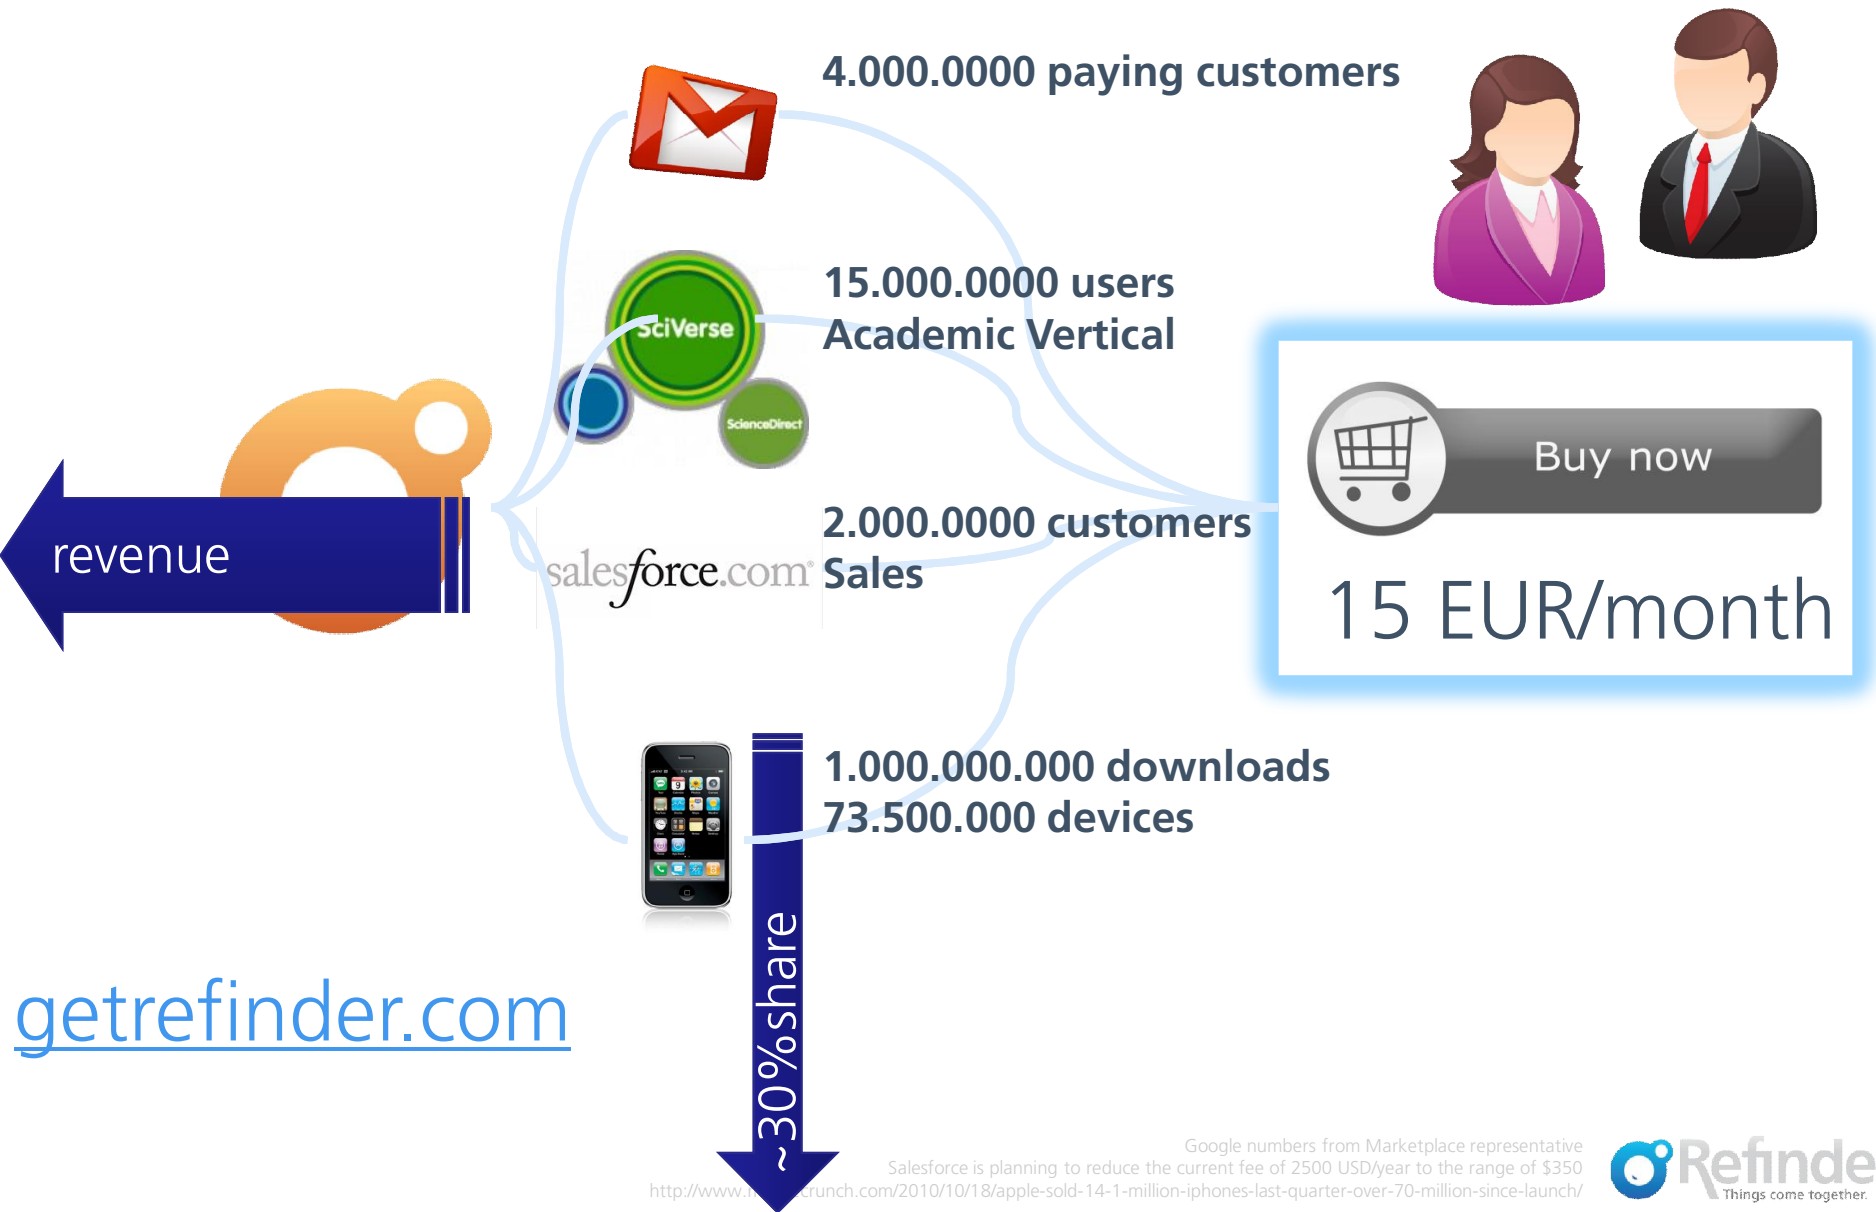 4.000.0000 paying customers
SciVerse
ScienceDirect
15.000.0000 users
Academic Vertical
Buy now
15 EUR/month
revenue
salesforce.com
2.000.0000 customers
Sales
1.000.000.000 downloads
73.500.000 devices
~30%share
getrefinder.com
Google numbers from Marketplace representative
Salesforce is planning to reduce the current fee of 2500 USD/year to the range of $350
http://www. crunch.com/2010/10/18/apple-sold-14-1-million-iphones-last-quarter-over-70-million-since-launch/
Refinde
Things come together.